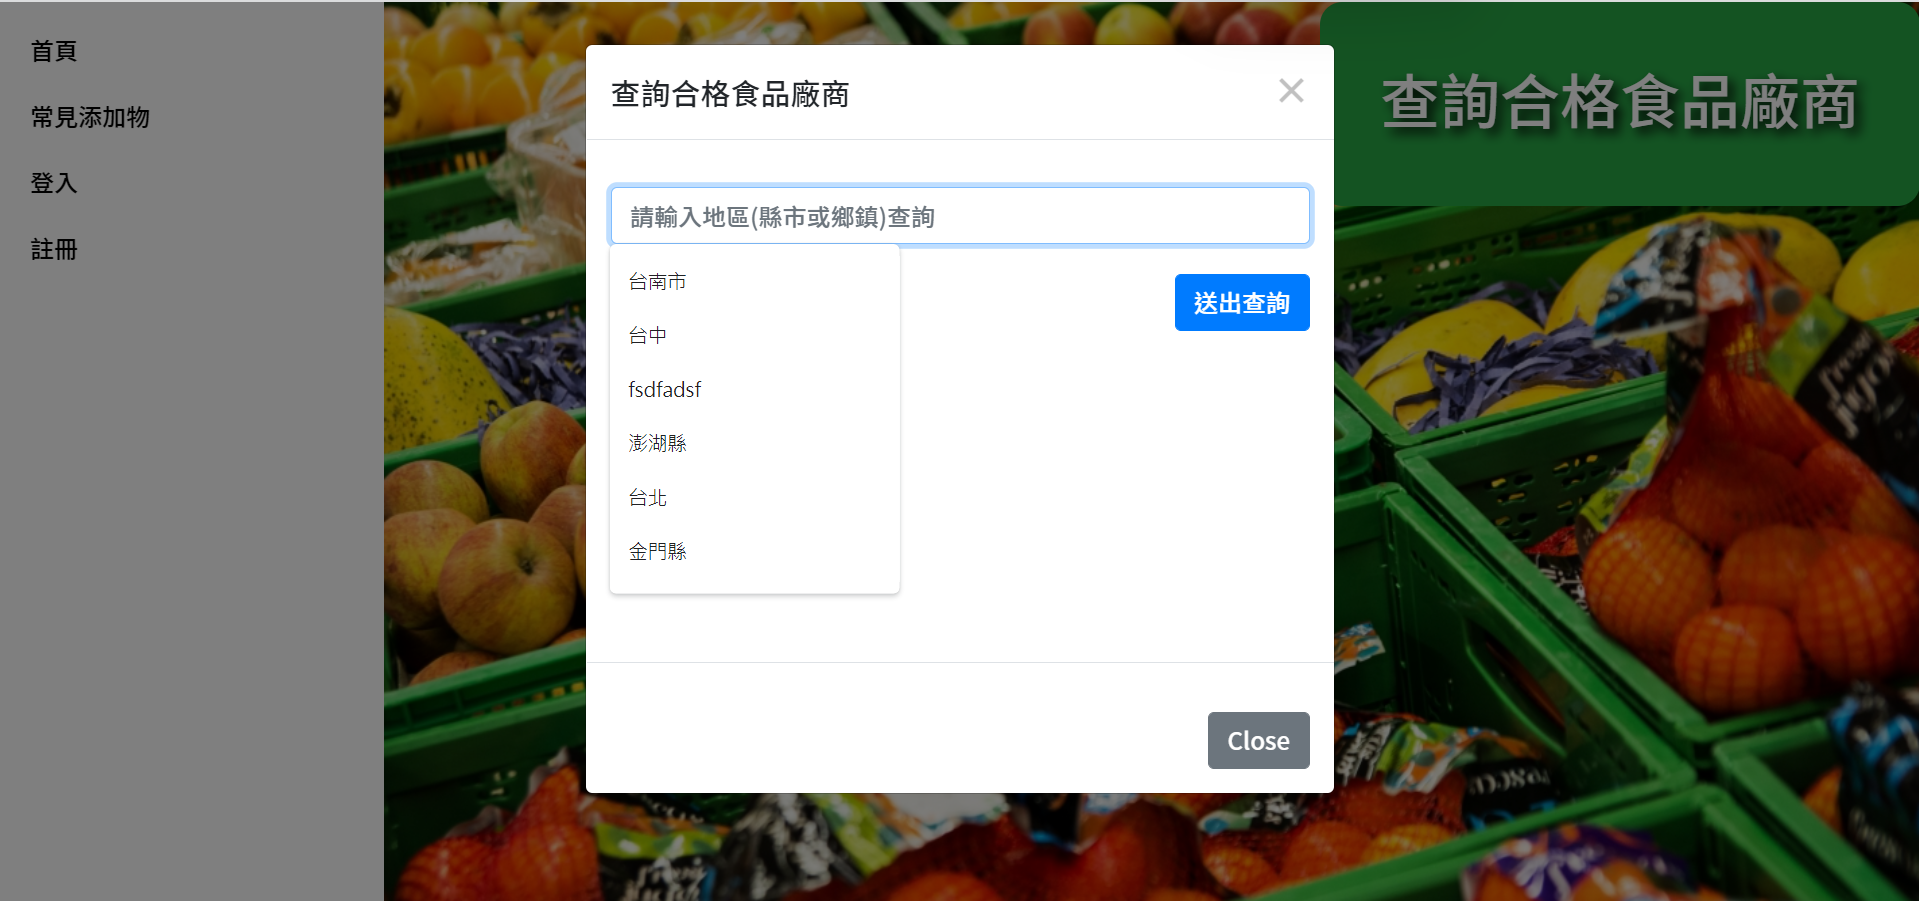 首頁
常見添加物
登入
註冊
查詢合格食品廠商
×
請輸入地區(縣市或鄉鎮)查詢
台南市
台中
fsdfadsf
澎湖縣
台北
金門縣
送出查詢
Close
查詢合格食品廠商